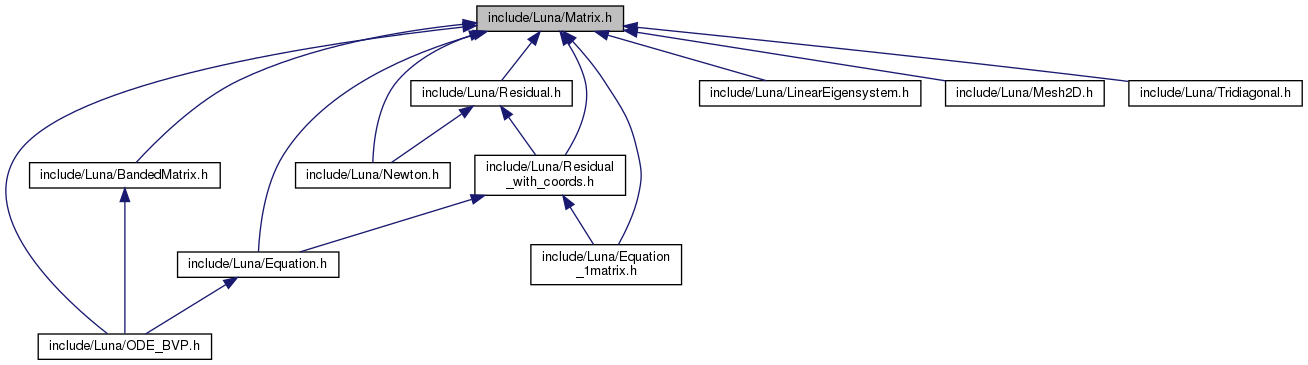 include/Luna/Matrix.h
include/Luna/Residual.h
include/Luna/LinearEigensystem.h
include/Luna/Mesh2D.h
include/Luna/Tridiagonal.h
include/Luna/BandedMatrix.h
include/Luna/Newton.h
include/Luna/Residual
_with_coords.h
include/Luna/Equation.h
include/Luna/Equation
_1matrix.h
include/Luna/ODE_BVP.h